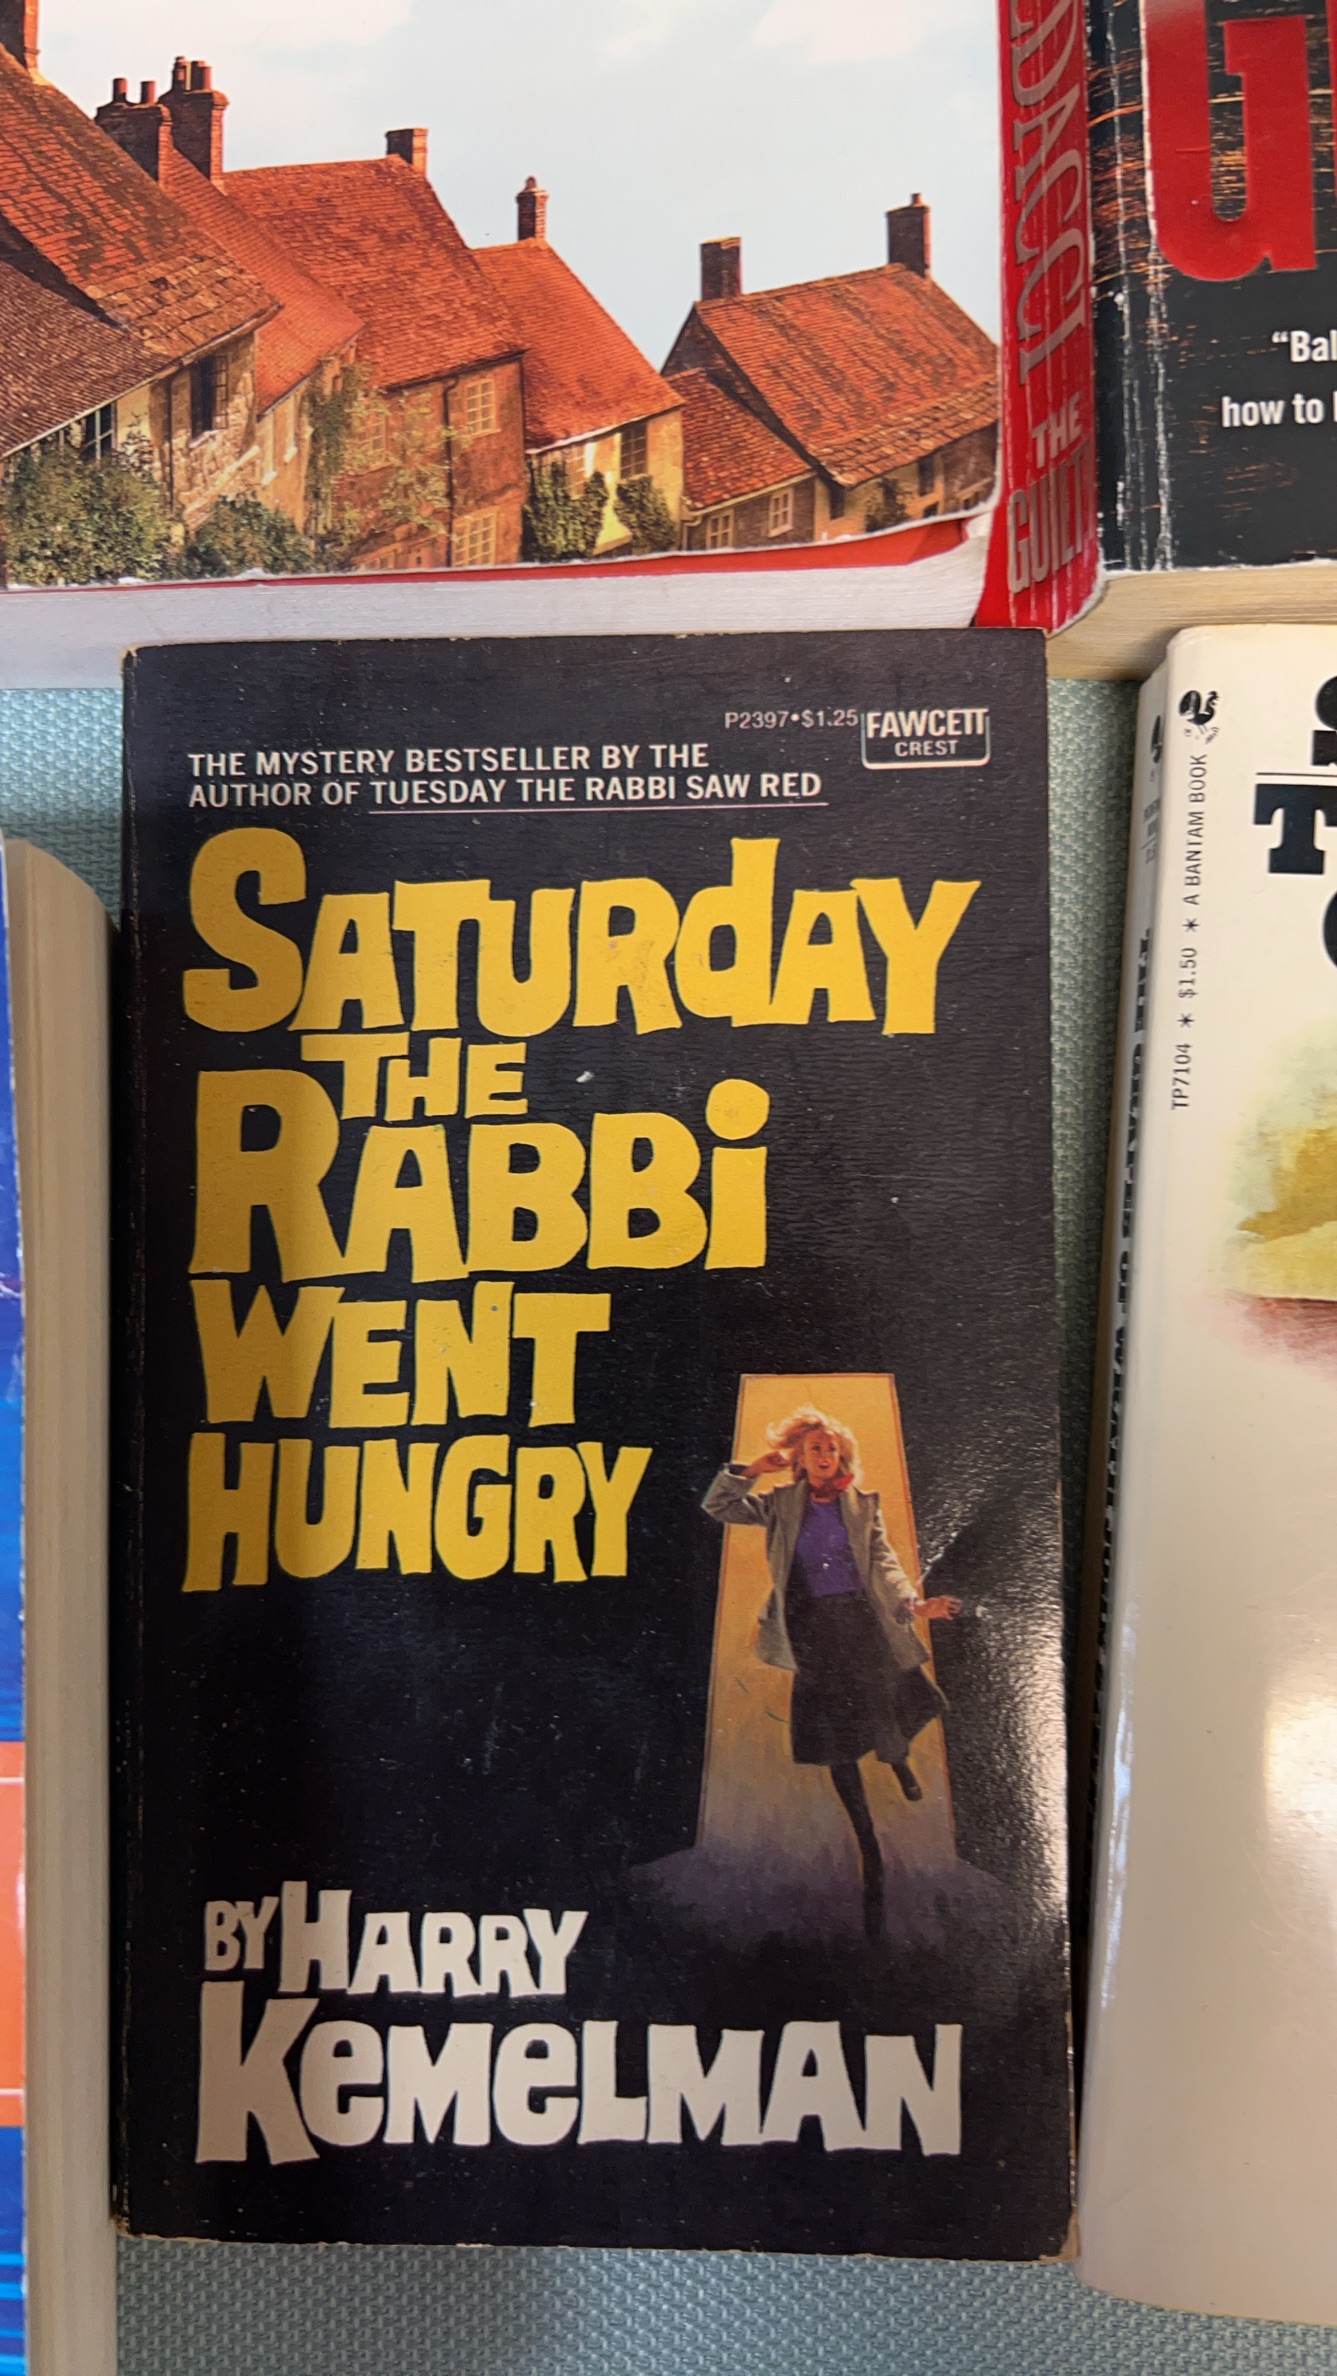 DACCI THE GUILT
"Bal
how to
P2397•$1.25 FAWCETT
CREST
THE MYSTERY BESTSELLER BY THE
AUTHOR OF TUESDAY THE RABBI SAW RED
SATURdAY
THE
RABBi
WENT
HUNGRY
BY HARRY
KeMeLMAN
TP7104 * $1.50 * A BANTAM BOOK